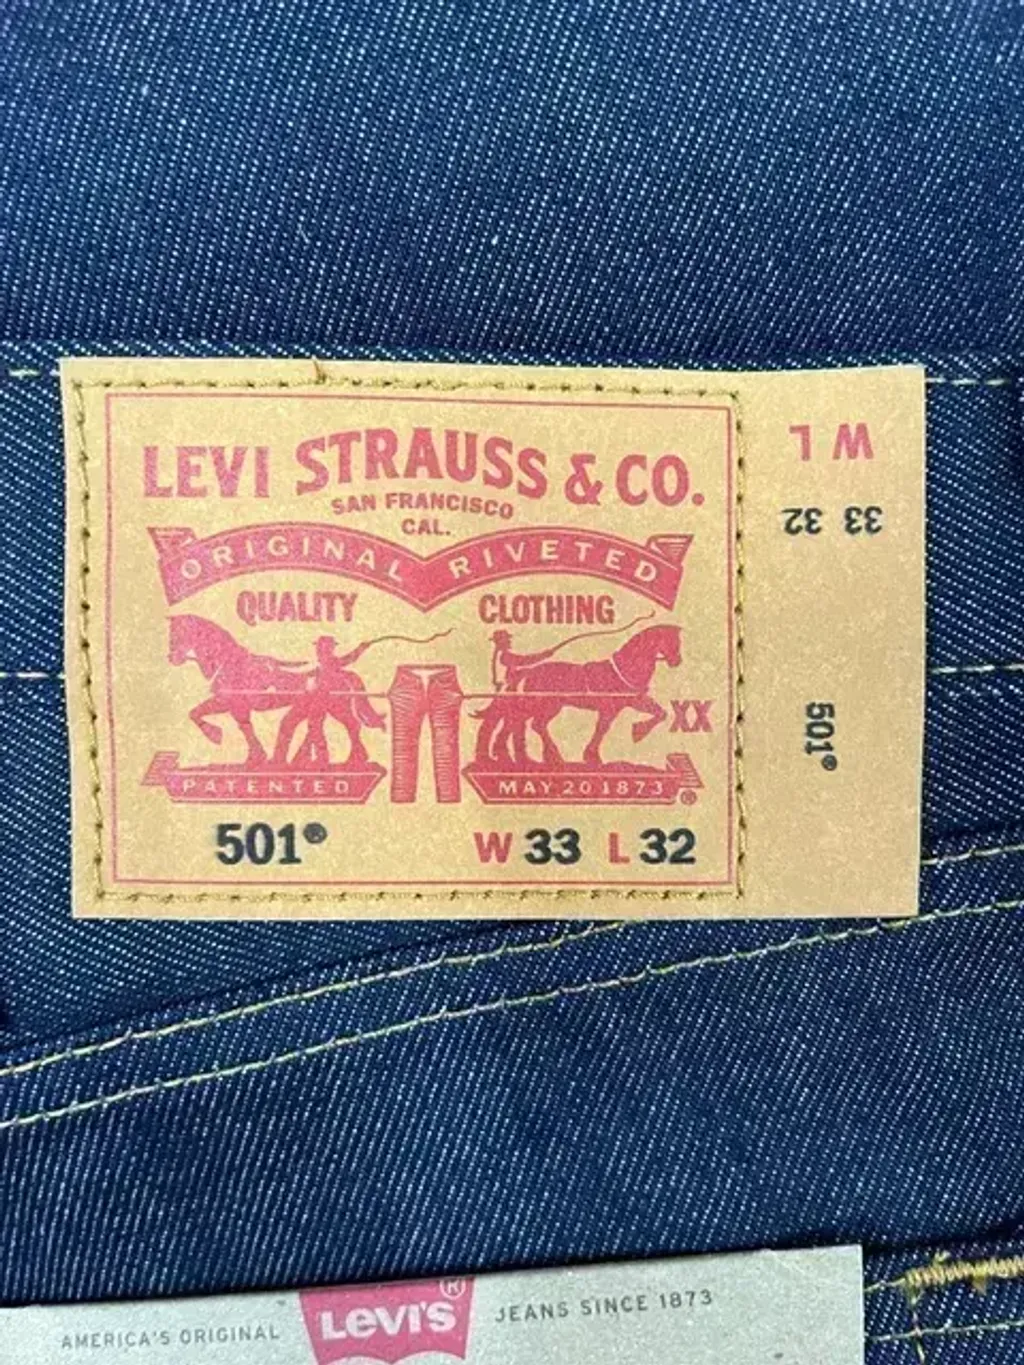 LEVI STRAUSS & CO.
SAN FRANCISCO
CAL.
ORIGINAL RIVETED
QUALITY CLOTHING
XX
PATENTED MAY 20 1873 ®
501® W 33 L 32
W L
33 32
501®
AMERICA'S ORIGINAL LEVI'S ® JEANS SINCE 1873